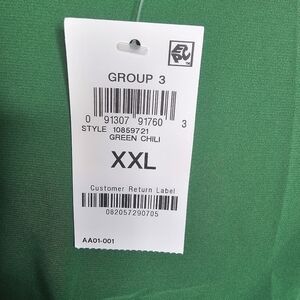 GROUP 3
0 91307 91760 3
STYLE 10859721
GREEN CHILI
XXL
Customer Return Label
082057290705
AA01-001